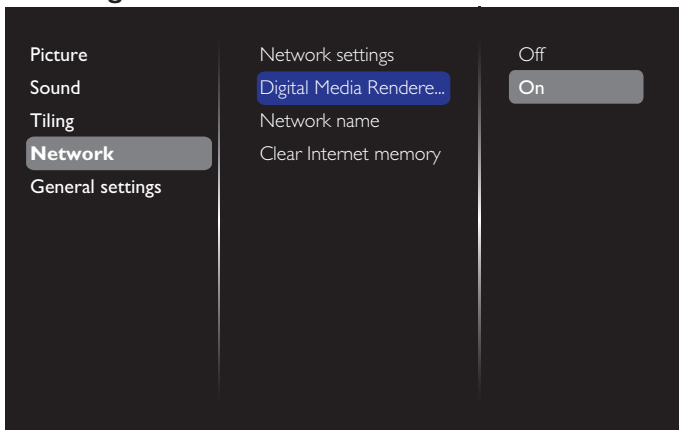 Picture
Sound
Tiling
Network
General settings
Network settings
Digital Media Rendere...
Network name
Clear Internet memory
Off
On